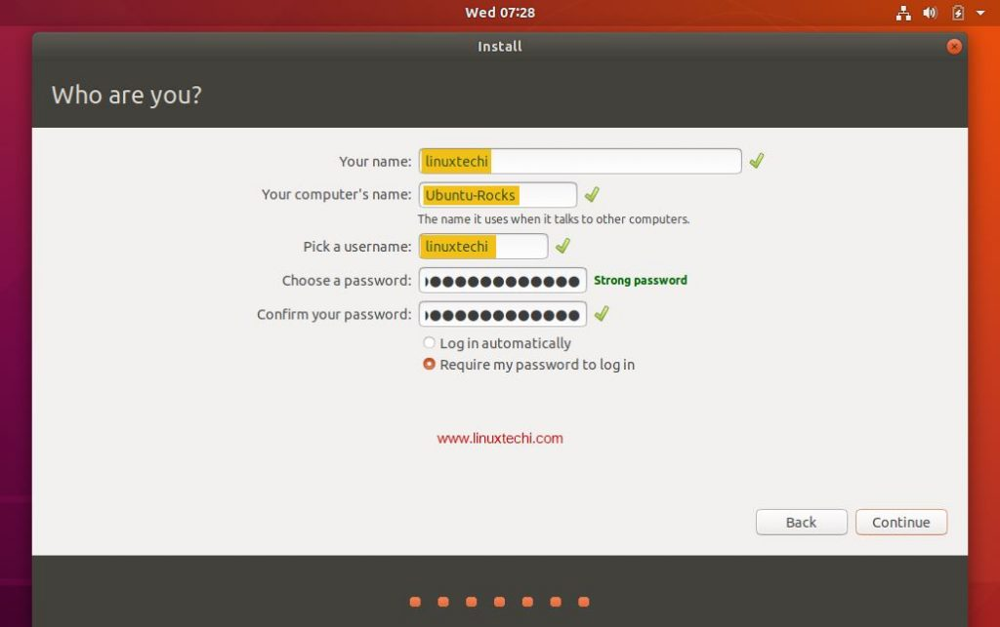 Wed 07:28
Install
Who are you?
Your name: linuxtechi
Your computer's name: Ubuntu-Rocks
The name it uses when it talks to other computers.
Pick a username: linuxtechi
Choose a password: ●●●●●●●●●●●● Strong password
Confirm your password: ●●●●●●●●●●●●
Log in automatically
Require my password to log in
www.linuxtechi.com
Back Continue